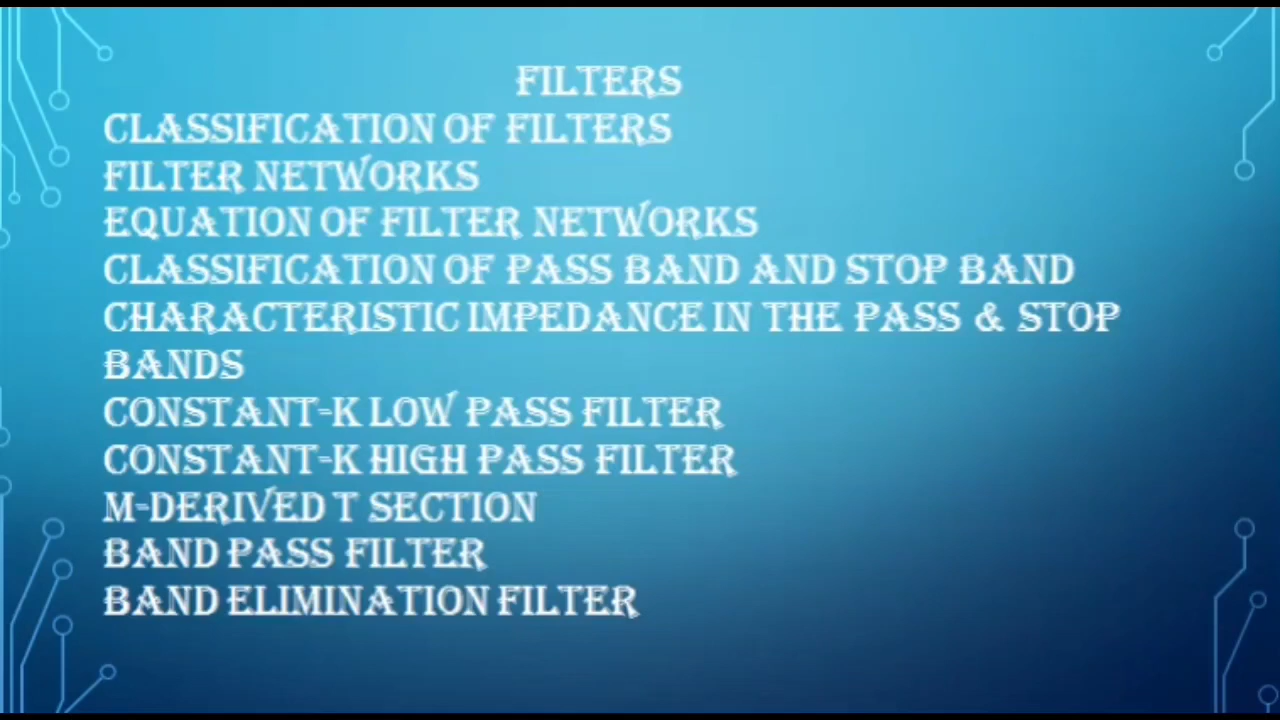 FILTERS
CLASSIFICATION OF FILTERS
FILTER NETWORKS
EQUATION OF FILTER NETWORKS
CLASSIFICATION OF PASS BAND AND STOP BAND
CHARACTERISTIC IMPEDANCE IN THE PASS & STOP
BANDS
CONSTANT-K LOW PASS FILTER
CONSTANT-K HIGH PASS FILTER
M-DERIVED T SECTION
BAND PASS FILTER
BAND ELIMINATION FILTER